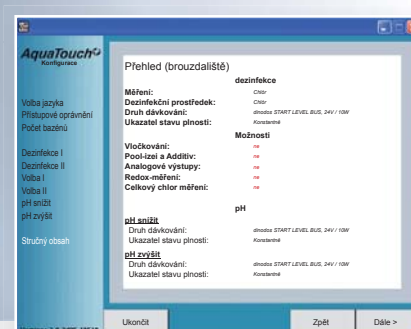 AquaTouch
Konfigurace
Volba jazyka
Přístupové oprávnění
Počet bazénů
Dezinfekce I
Dezinfekce II
Volba I
Volba II
pH snížit
pH zvýšit
Stručný obsah
Přehled (brouzdaliště)
dezinfekce
Měření: Chlór
Dezinfekční prostředek: Chlór
Druh dávkování: dinodos START LEVEL BUS, 24V / 10W
Ukazatel stavu plnosti: Konstantně
Možnosti
Vločkování: ne
Pool-izei a Additiv: ne
Analogové výstupy: ne
Redox-měření: ne
Celkový chlor měření: ne
pH
pH snížit
Druh dávkování: dinodos START LEVEL BUS, 24V / 10W
Ukazatel stavu plnosti: Konstantně
pH zvýšit
Druh dávkování: dinodos START LEVEL BUS, 24V / 10W
Ukazatel stavu plnosti: Konstantně
Ukončit
Zpět
Dále >